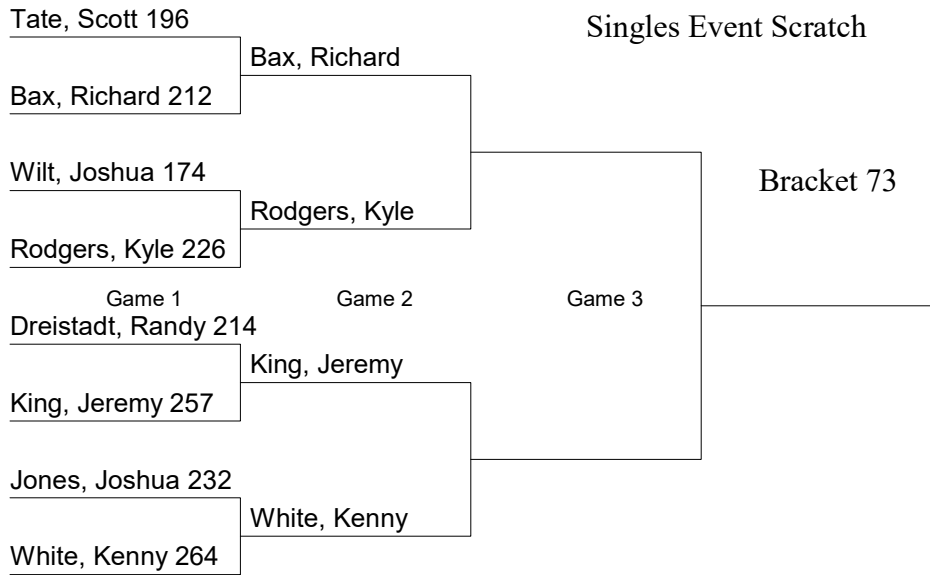 Tate, Scott 196
Singles Event Scratch
Bax, Richard
Bax, Richard 212
Wilt, Joshua 174
Bracket 73
Rodgers, Kyle
Rodgers, Kyle 226
Game 1
Game 2
Game 3
Dreistadt, Randy 214
King, Jeremy
King, Jeremy 257
Jones, Joshua 232
White, Kenny
White, Kenny 264